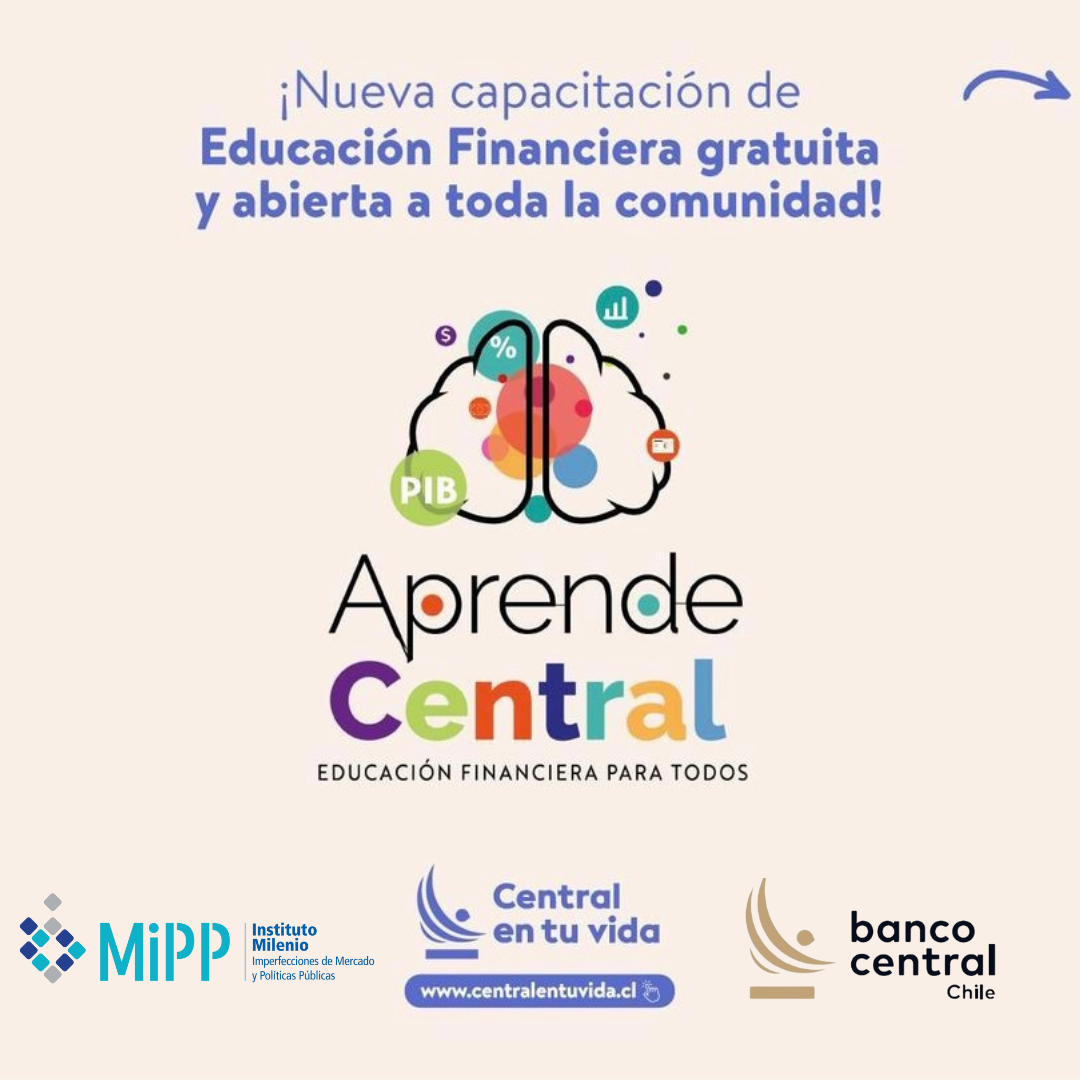 ¡Nueva capacitación de
Educación Financiera gratuita
y abierta a toda la comunidad!
$
%
PIB
Aprende
Central
EDUCACIÓN FINANCIERA PARA TODOS
MiPP
Instituto
Milenio
Imperfecciones de Mercado
y Políticas Públicas
Central
en tu vida
www.centralentuvida.cl
banco
central
Chile